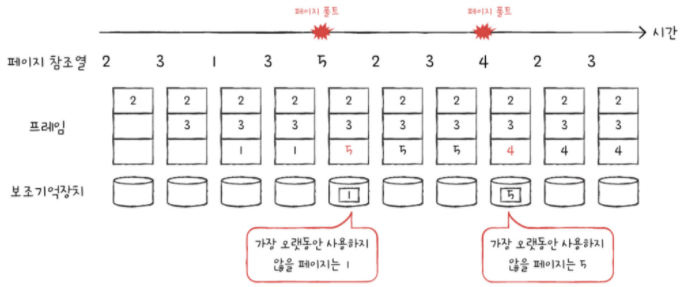 페이지 폴트 페이지 폴트
시간
페이지 참조열 2 3 1 3 5 2 3 4 2 3
2 2 2 2 2 2 2 2 2 2
프레임 3 3 3 3 3 3 3 3 3
1 1 5 5 5 4 4 4
보조기억장치 1 5
가장 오랫동안 사용하지 가장 오랫동안 사용하지
않을 페이지는 1 않을 페이지는 5